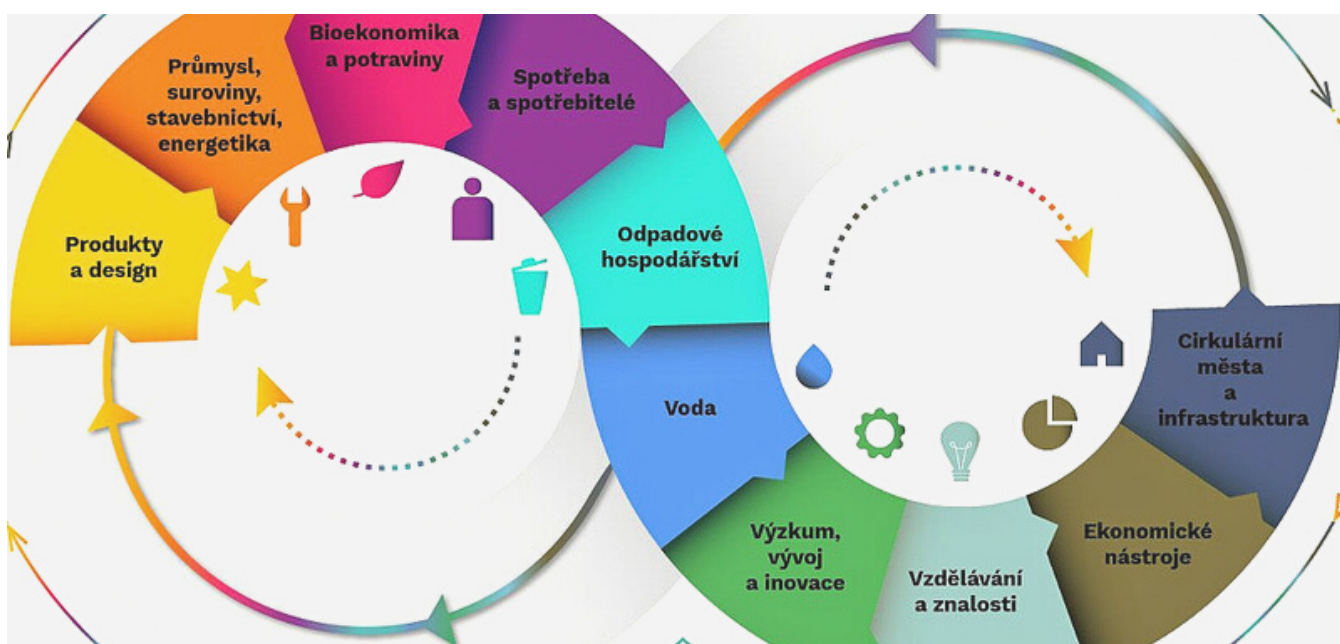 Produkty
a design
Průmysl,
suroviny,
stavebnictví,
energetika
Bioekonomika
a potraviny
Spotřeba
a spotřebitelé
Odpadové
hospodářství
Voda
Výzkum,
vývoj
a inovace
Vzdělávání
a znalosti
Ekonomické
nástroje
Cirkulární
města
a
infrastruktura